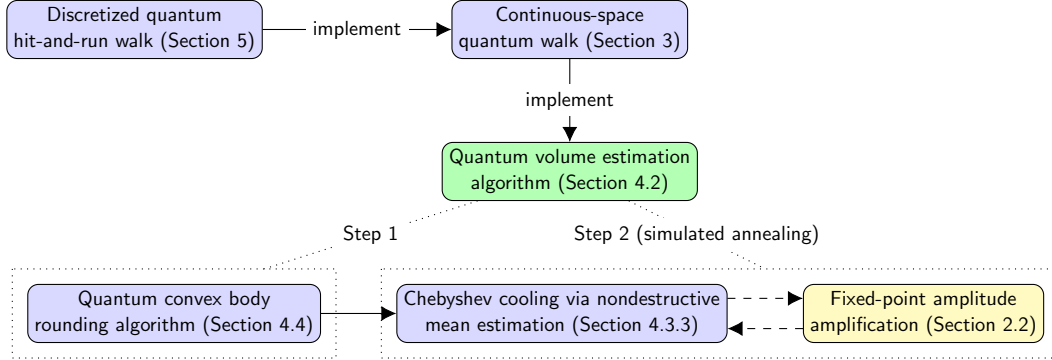 Discretized quantum
hit-and-run walk (Section 5)
implement
Continuous-space
quantum walk (Section 3)
implement
Quantum volume estimation
algorithm (Section 4.2)
Step 1
Step 2 (simulated annealing)
Quantum convex body
rounding algorithm (Section 4.4)
Chebyshev cooling via nondestructive
mean estimation (Section 4.3.3)
Fixed-point amplitude
amplification (Section 2.2)